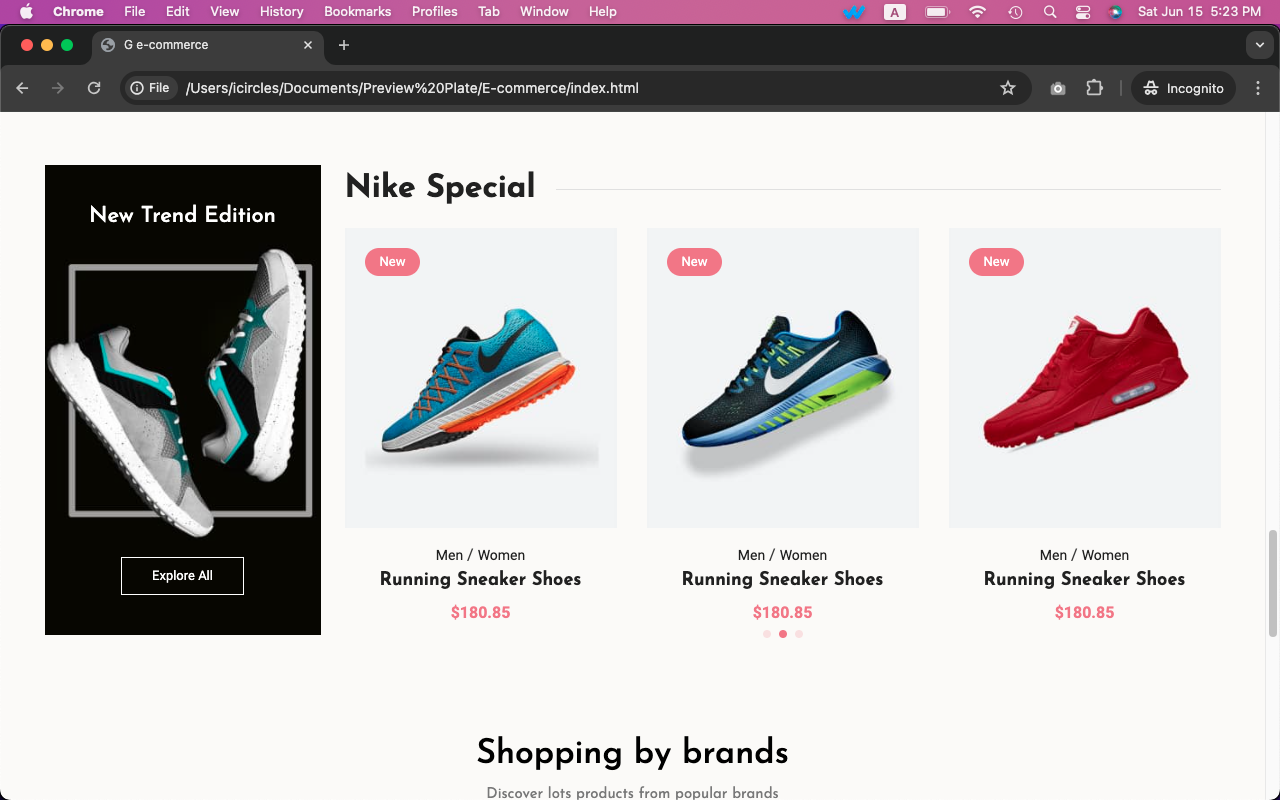 Chrome File Edit View History Bookmarks Profiles Tab Window Help A Sat Jun 15 5:23 PM
G e-commerce
File /Users/icircles/Documents/Preview%20Plate/E-commerce/index.html Incognito
New Trend Edition
Explore All
Nike Special
New New New
Men / Women Men / Women Men / Women
Running Sneaker Shoes Running Sneaker Shoes Running Sneaker Shoes
$180.85 $180.85 $180.85
Shopping by brands
Discover lots products from popular brands